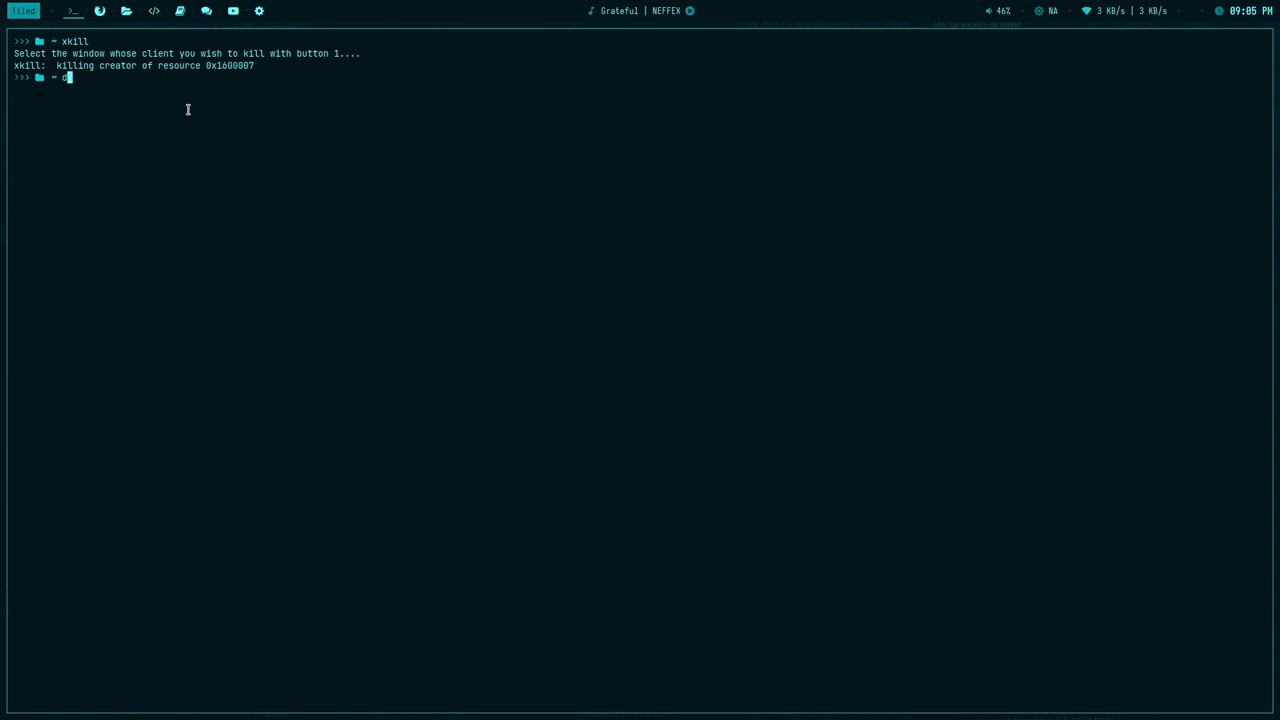 Tiled
Grateful | NEFFEX
46%
NA
3 KB/s | 3 KB/s
09:05 PM
>>> ~ xkill
Select the window whose client you wish to kill with button 1....
xkill:  killing creator of resource 0x1600007
>>> ~ d